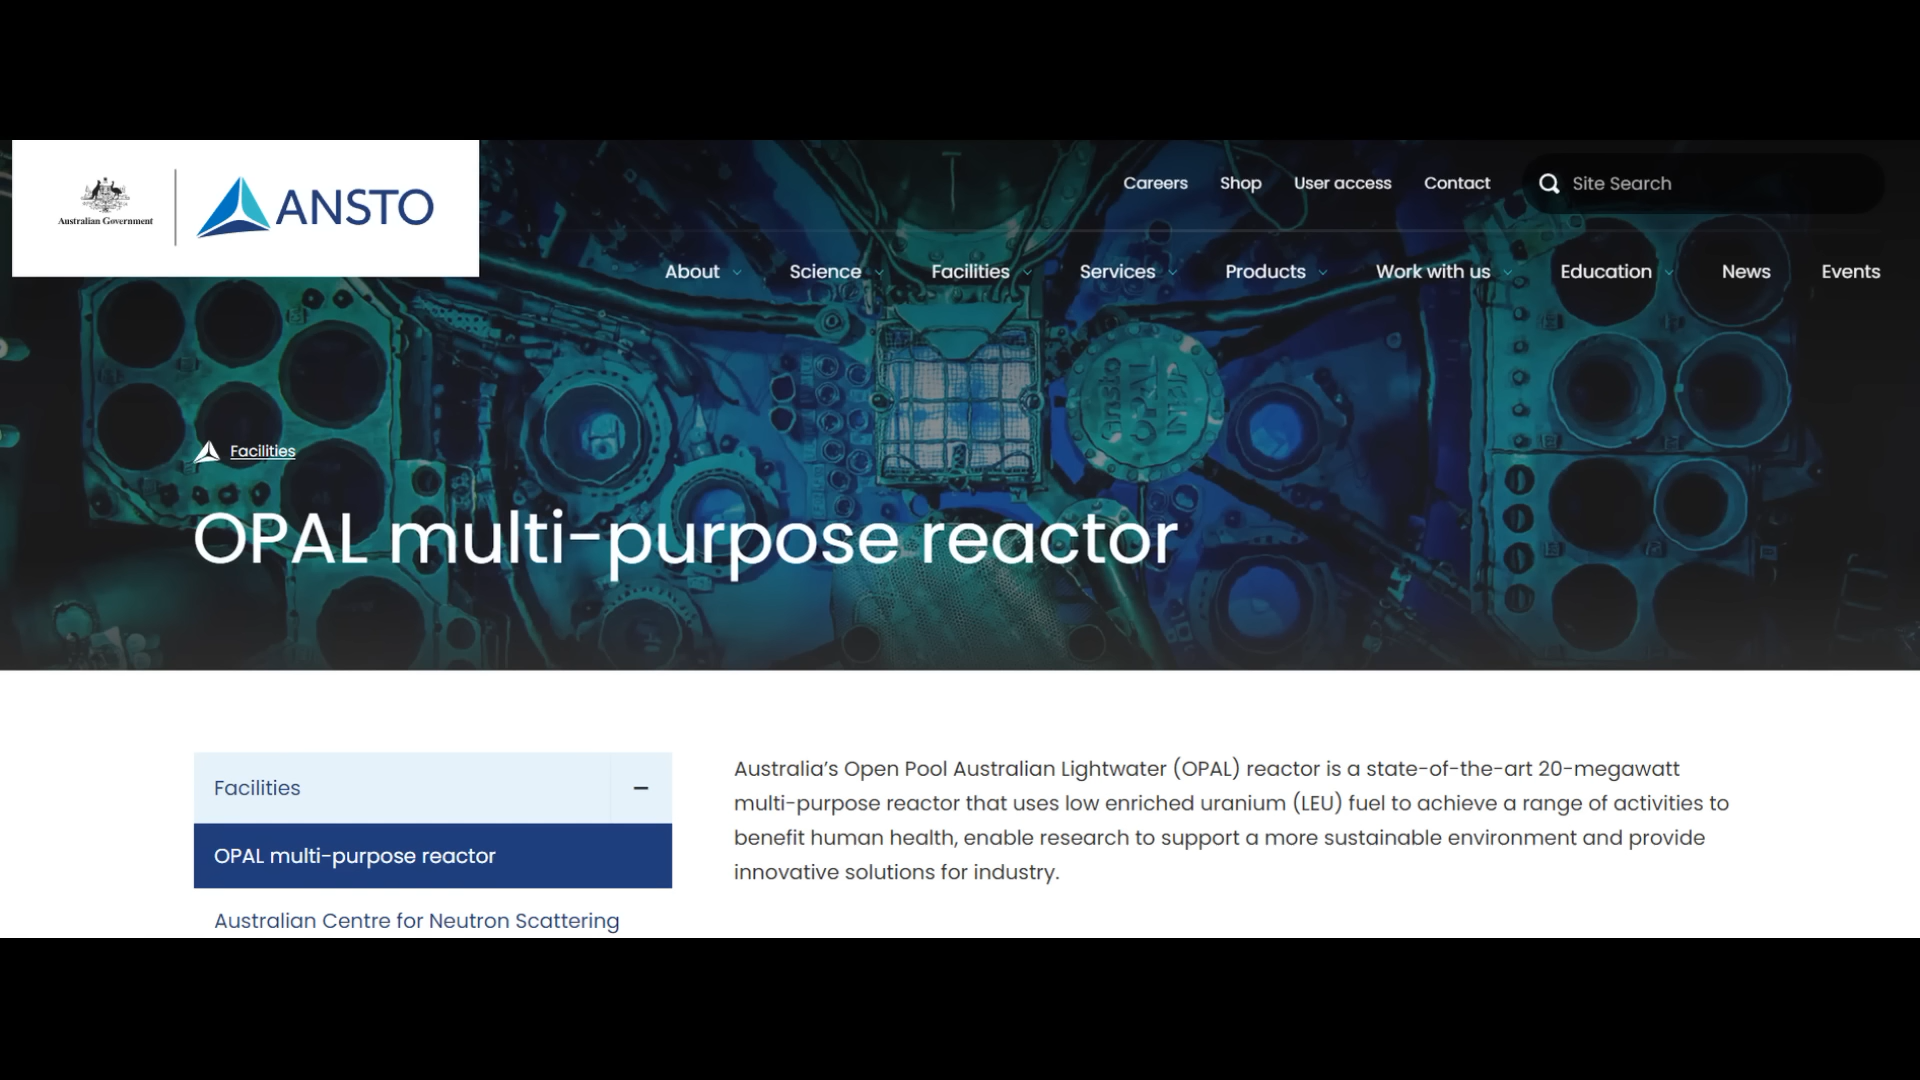 Australian Government
ANSTO
Careers Shop User access Contact Site Search
About Science Facilities Services Products Work with us Education News Events
ansto
OPAL
INVAP
Facilities
OPAL multi-purpose reactor
Facilities
OPAL multi-purpose reactor
Australian Centre for Neutron Scattering
Australia’s Open Pool Australian Lightwater (OPAL) reactor is a state-of-the-art 20-megawatt
multi-purpose reactor that uses low enriched uranium (LEU) fuel to achieve a range of activities to
benefit human health, enable research to support a more sustainable environment and provide
innovative solutions for industry.